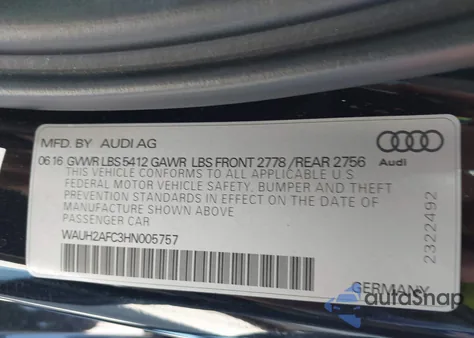 MFD. BY AUDI AG
06 16 GVWR LBS 5412 GAWR LBS FRONT 2778 /REAR 2756
THIS VEHICLE CONFORMS TO ALL APPLICABLE U S
FEDERAL MOTOR VEHICLE SAFETY, BUMPER AND THEFT
PREVENTION STANDARDS IN EFFECT ON THE DATE OF
MANUFACTURE SHOWN ABOVE
PASSENGER CAR
WAUH2AFC3HN005757
Audi
2322492
GERMANY
autoSnap